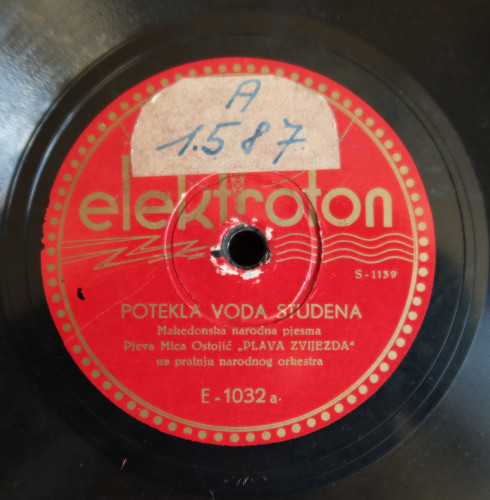 A
1.587.
elektroton
S-1139
POTEKLA VODA STUDENA
Makedonska narodna pjesma
Pjeva Mica Ostojić „PLAVA ZVIJEZDA“
uz pratnju narodnog orkestra
E-1032 a.